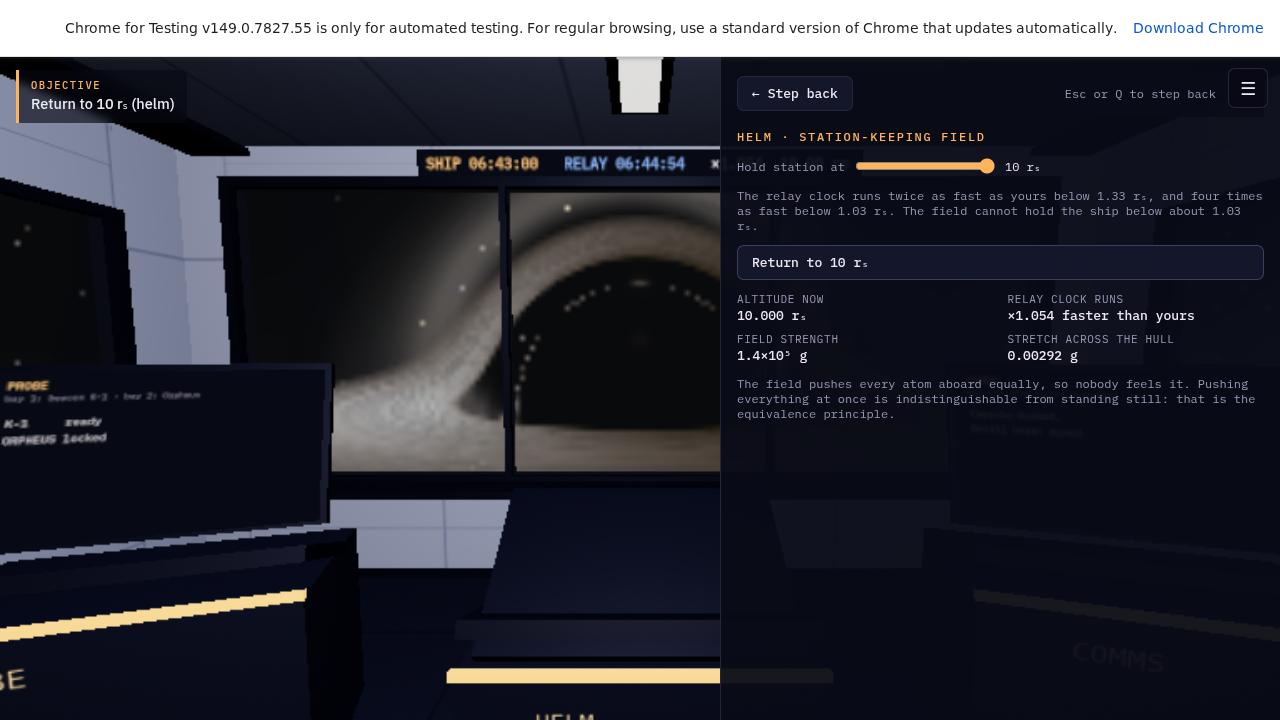 Chrome for Testing v149.0.7827.55 is only for automated testing. For regular browsing, use a standard version of Chrome that updates automatically. Download Chrome
OBJECTIVE
Return to 10 rₛ (helm)
← Step back
Esc or Q to step back
☰
SHIP 06:43:00 RELAY 06:44:54
HELM · STATION-KEEPING FIELD
Hold station at 10 rₛ
The relay clock runs twice as fast as yours below 1.33 rₛ, and four times
as fast below 1.03 rₛ. The field cannot hold the ship below about 1.03
rₛ.
Return to 10 rₛ
ALTITUDE NOW
10.000 rₛ
RELAY CLOCK RUNS
×1.054 faster than yours
FIELD STRENGTH
1.4×10⁵ g
STRETCH ACROSS THE HULL
0.00292 g
The field pushes every atom aboard equally, so nobody feels it. Pushing
everything at once is indistinguishable from standing still: that is the
equivalence principle.
PROBE
K-1 ready
ORPHEUS locked
BE
HELM
COMMS